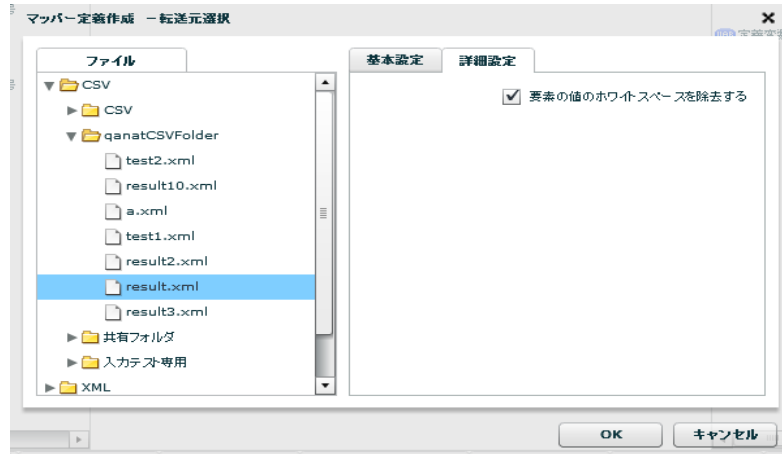 マッパー定義作成 －転送元選択
ファイル
基本設定
詳細設定
CSV
CSV
qanatCSVFolder
test2.xml
result10.xml
a.xml
test1.xml
result2.xml
result.xml
result3.xml
共有フォルダ
入力テスト専用
XML
要素の値のホワイトスペースを除去する
OK
キャンセル